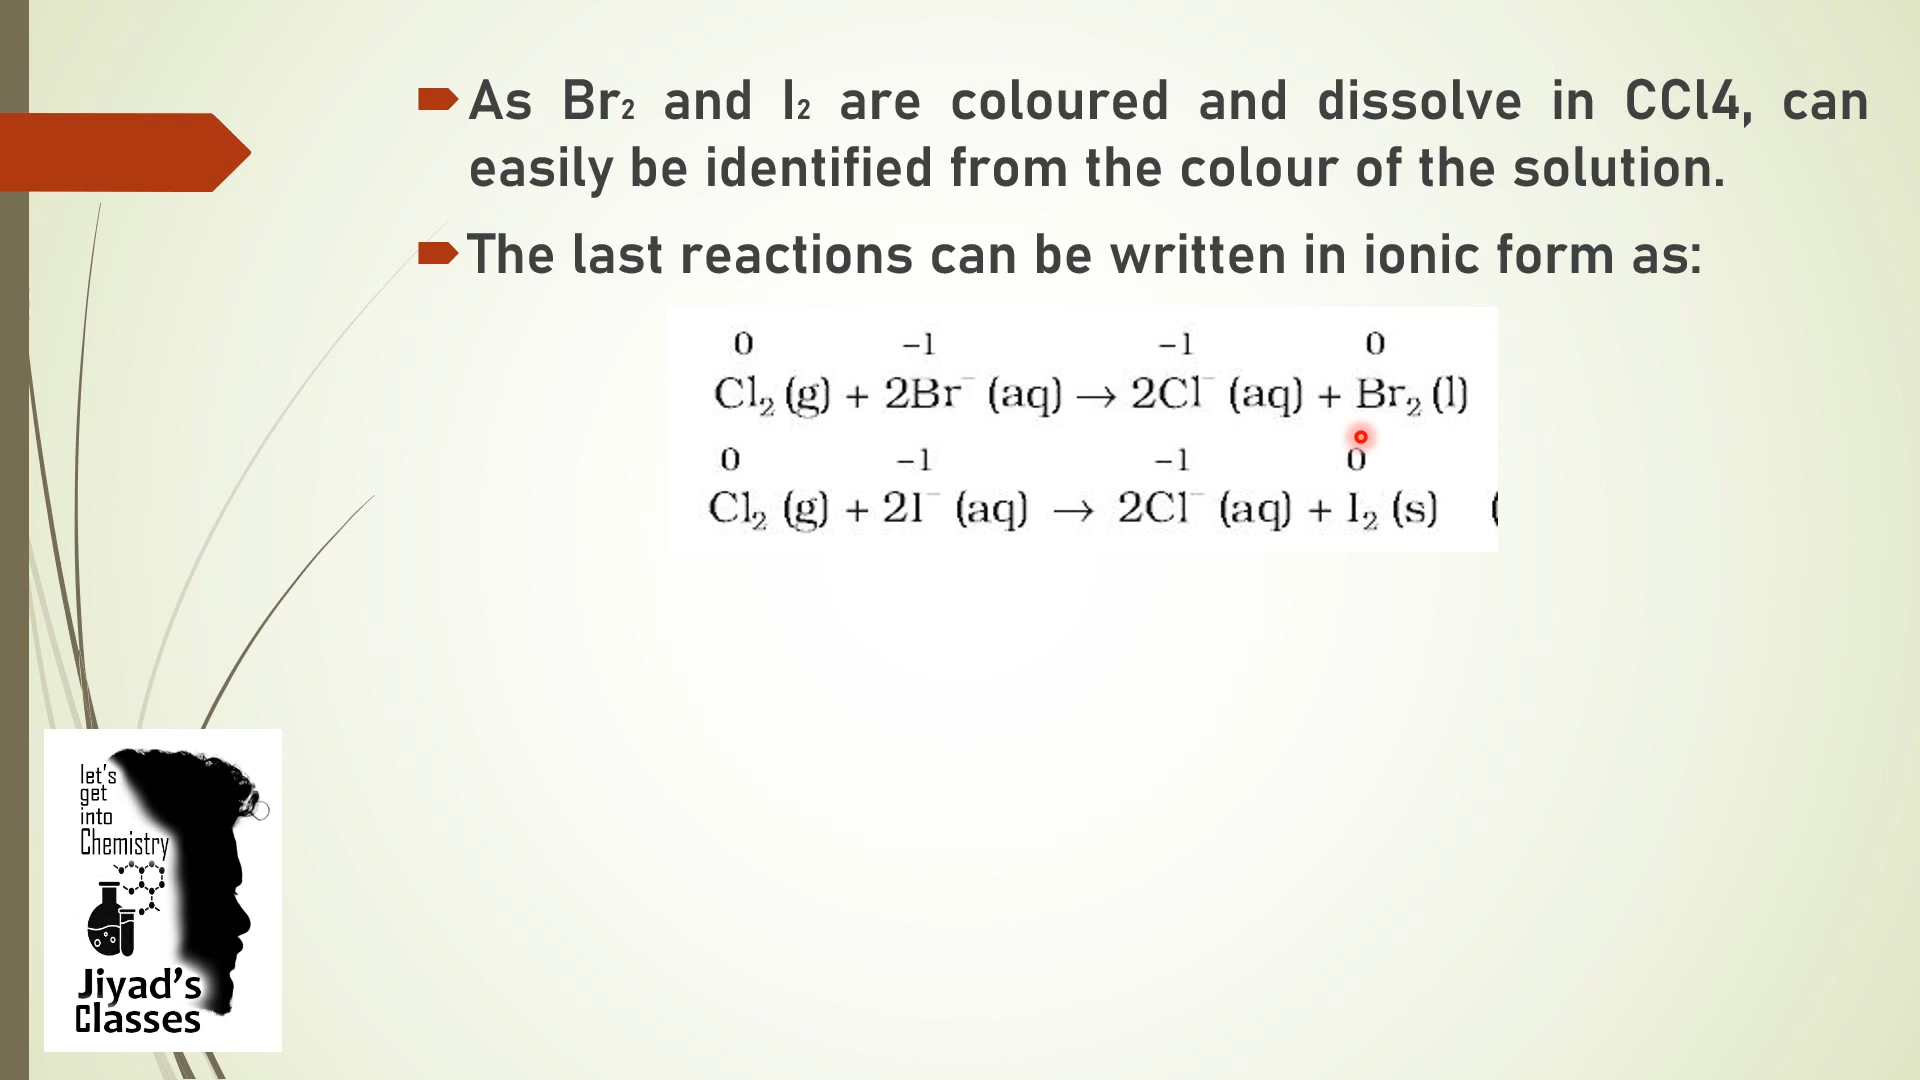 As Br₂ and I₂ are coloured and dissolve in CCl4, can
easily be identified from the colour of the solution.
The last reactions can be written in ionic form as:
0 –1 –1 0
Cl₂ (g) + 2Br⁻ (aq) → 2Cl⁻ (aq) + Br₂ (l)
0 –1 –1 0
Cl₂ (g) + 2I⁻ (aq) → 2Cl⁻ (aq) + I₂ (s) (
let's
get
into
Chemistry
Jiyad's
Classes